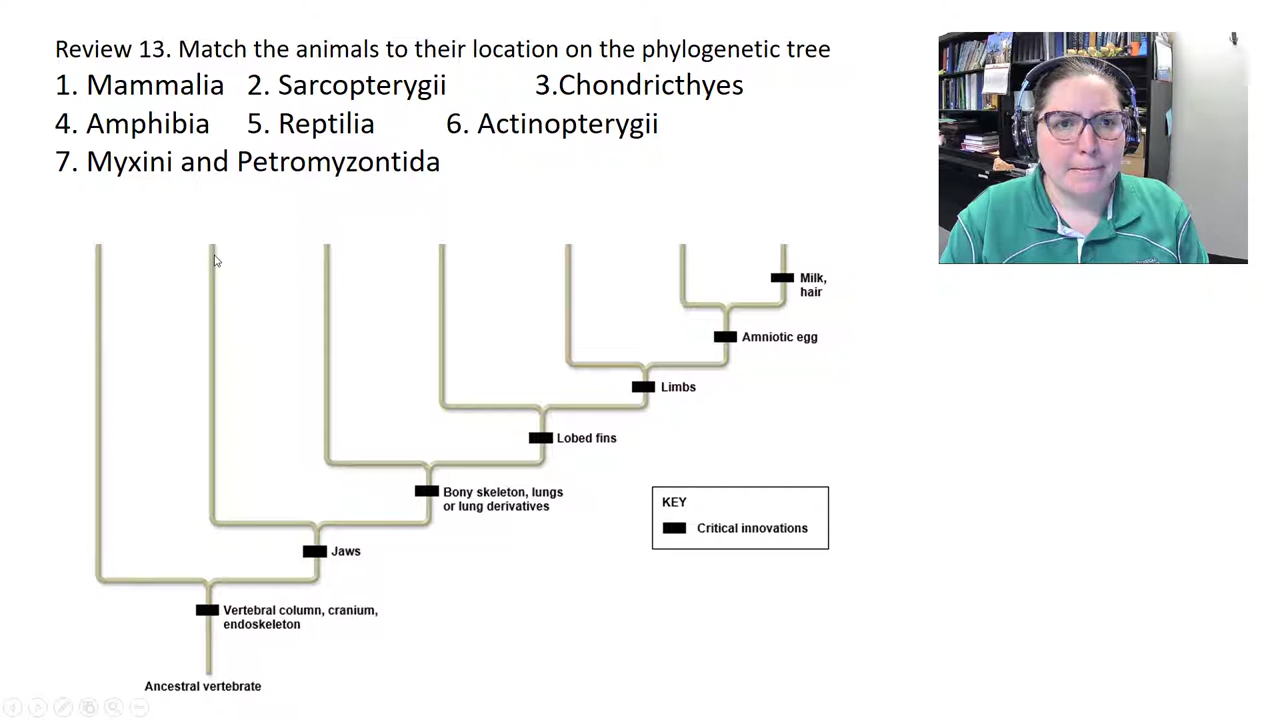 Review 13. Match the animals to their location on the phylogenetic tree
1. Mammalia 2. Sarcopterygii 3.Chondricthyes
4. Amphibia 5. Reptilia 6. Actinopterygii
7. Myxini and Petromyzontida
Milk,
hair
Amniotic egg
Limbs
Lobed fins
Bony skeleton, lungs
or lung derivatives
KEY
Critical innovations
Jaws
Vertebral column, cranium,
endoskeleton
Ancestral vertebrate